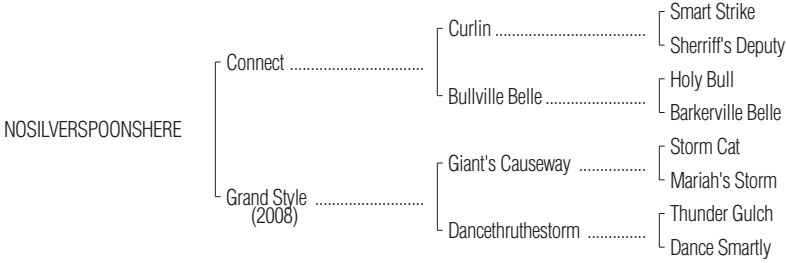 Smart Strike
Curlin ..................................
Sherriff's Deputy
Connect ..............................
Holy Bull
Bullville Belle ......................
Barkerville Belle
NOSILVERSPOONSHERE
Storm Cat
Giant's Causeway ...............
Mariah's Storm
Grand Style ........................
(2008)
Thunder Gulch
Dancethruthestorm .............
Dance Smartly